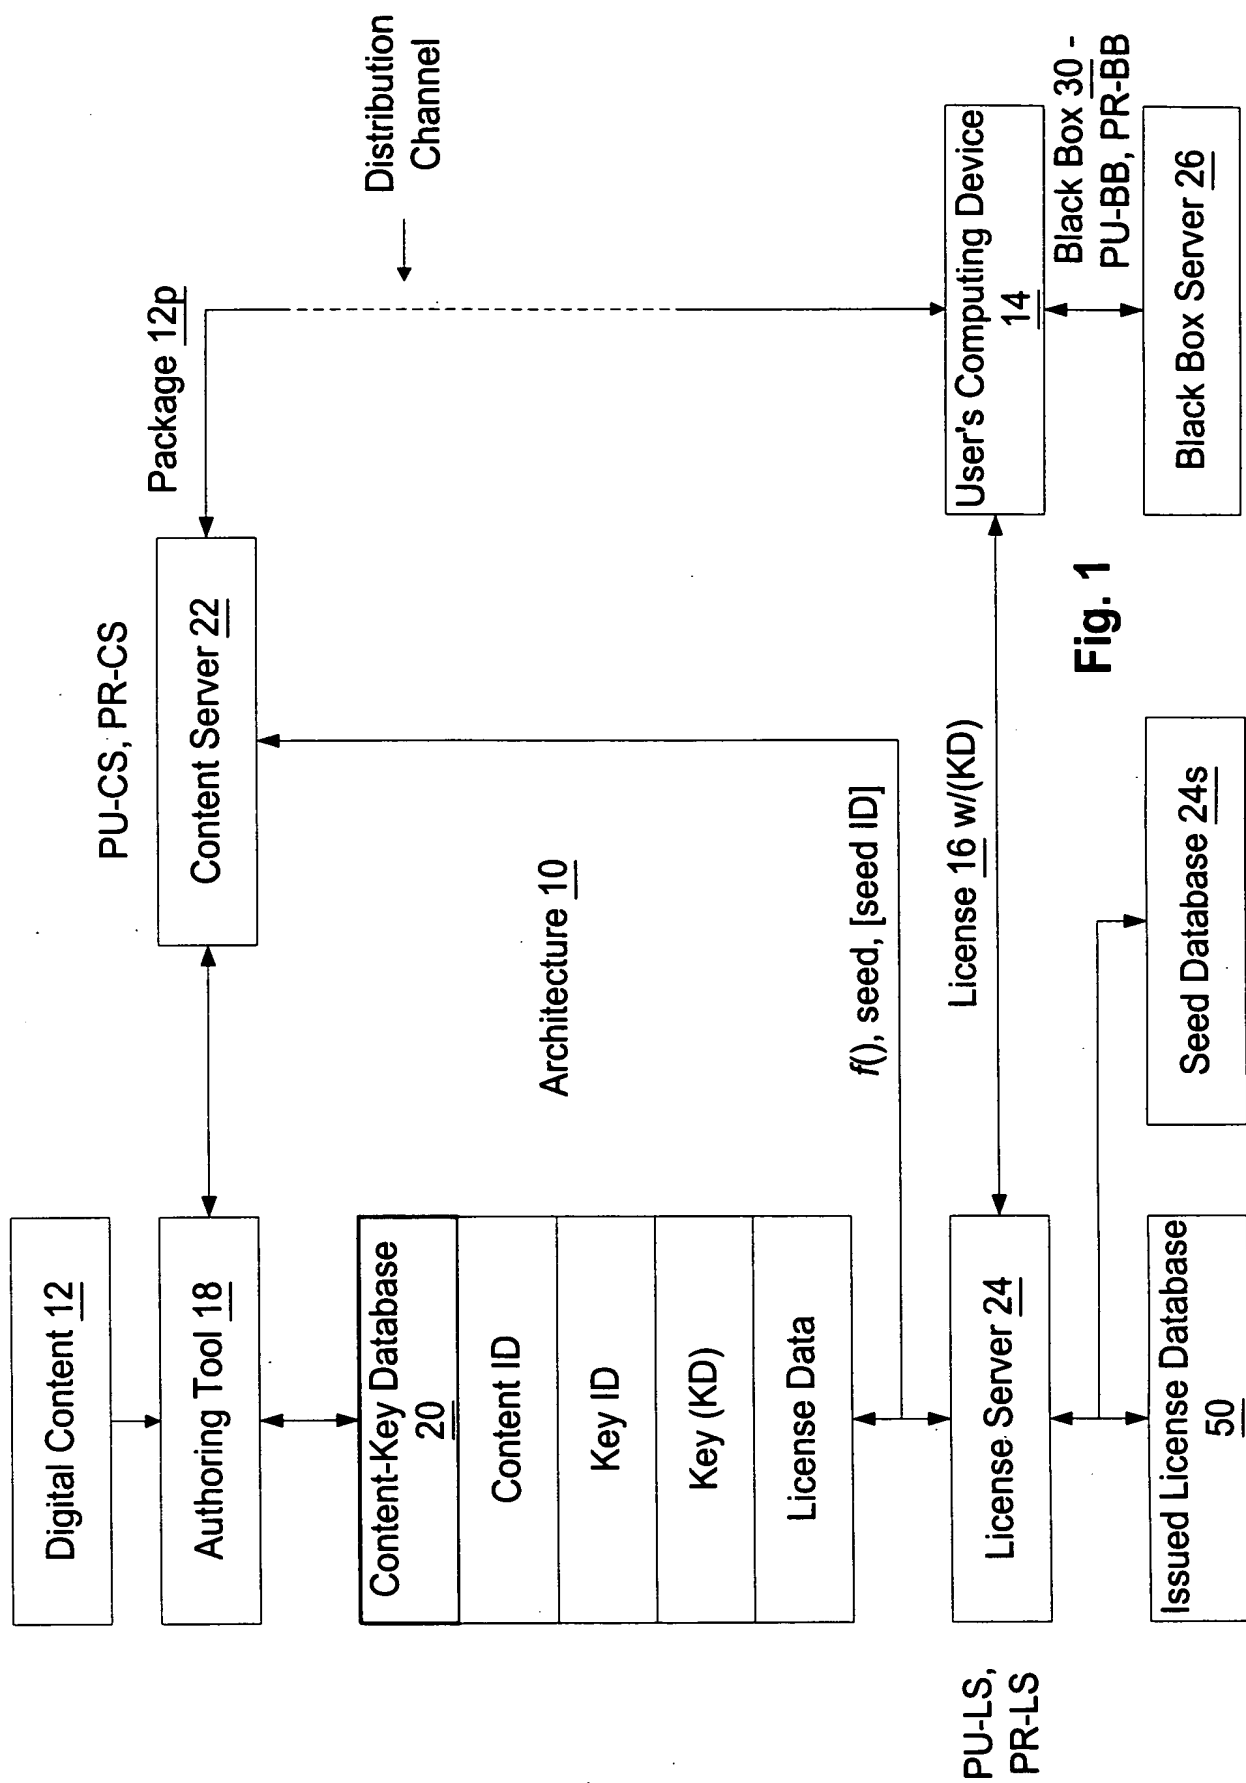 Digital Content 12
Authoring Tool 18
Content-Key Database
20
Content ID
Key ID
Key (KD)
License Data
PU-LS,
PR-LS
License Server 24
Issued License Database
50
Seed Database 24s
PU-CS, PR-CS
Content Server 22
Architecture 10
f(), seed, [seed ID]
License 16 w/(KD)
Package 12p
Distribution
Channel
User's Computing Device
14
Black Box 30 -
PU-BB, PR-BB
Black Box Server 26
Fig. 1